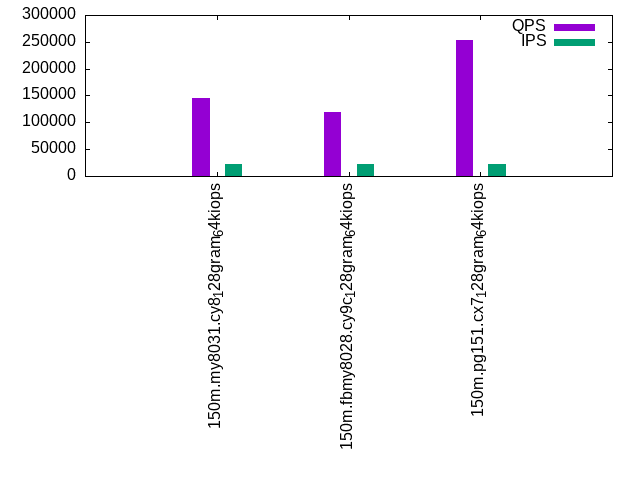 300000
250000
200000
150000
100000
50000
0
QPS
IPS
150m.my8031.cy8128gram64kiops
150m.fbmy8028.cy9c128gram64kiops
150m.pg151.cx7128gram64kiops